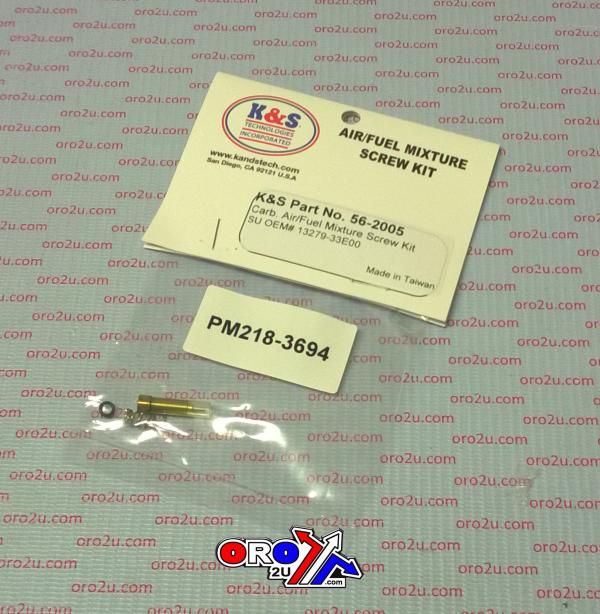 K&S
TECHNOLOGIES
INCORPORATED
www.kandstech.com
San Diego, CA 92121 U.S.A
AIR/FUEL MIXTURE
SCREW KIT
K&S Part No. 56-2005
Carb. Air/Fuel Mixture Screw Kit
SU OEM# 13279-33E00
Made in Taiwan
PM218-3694
oro2u.com
ORO
2U
.com